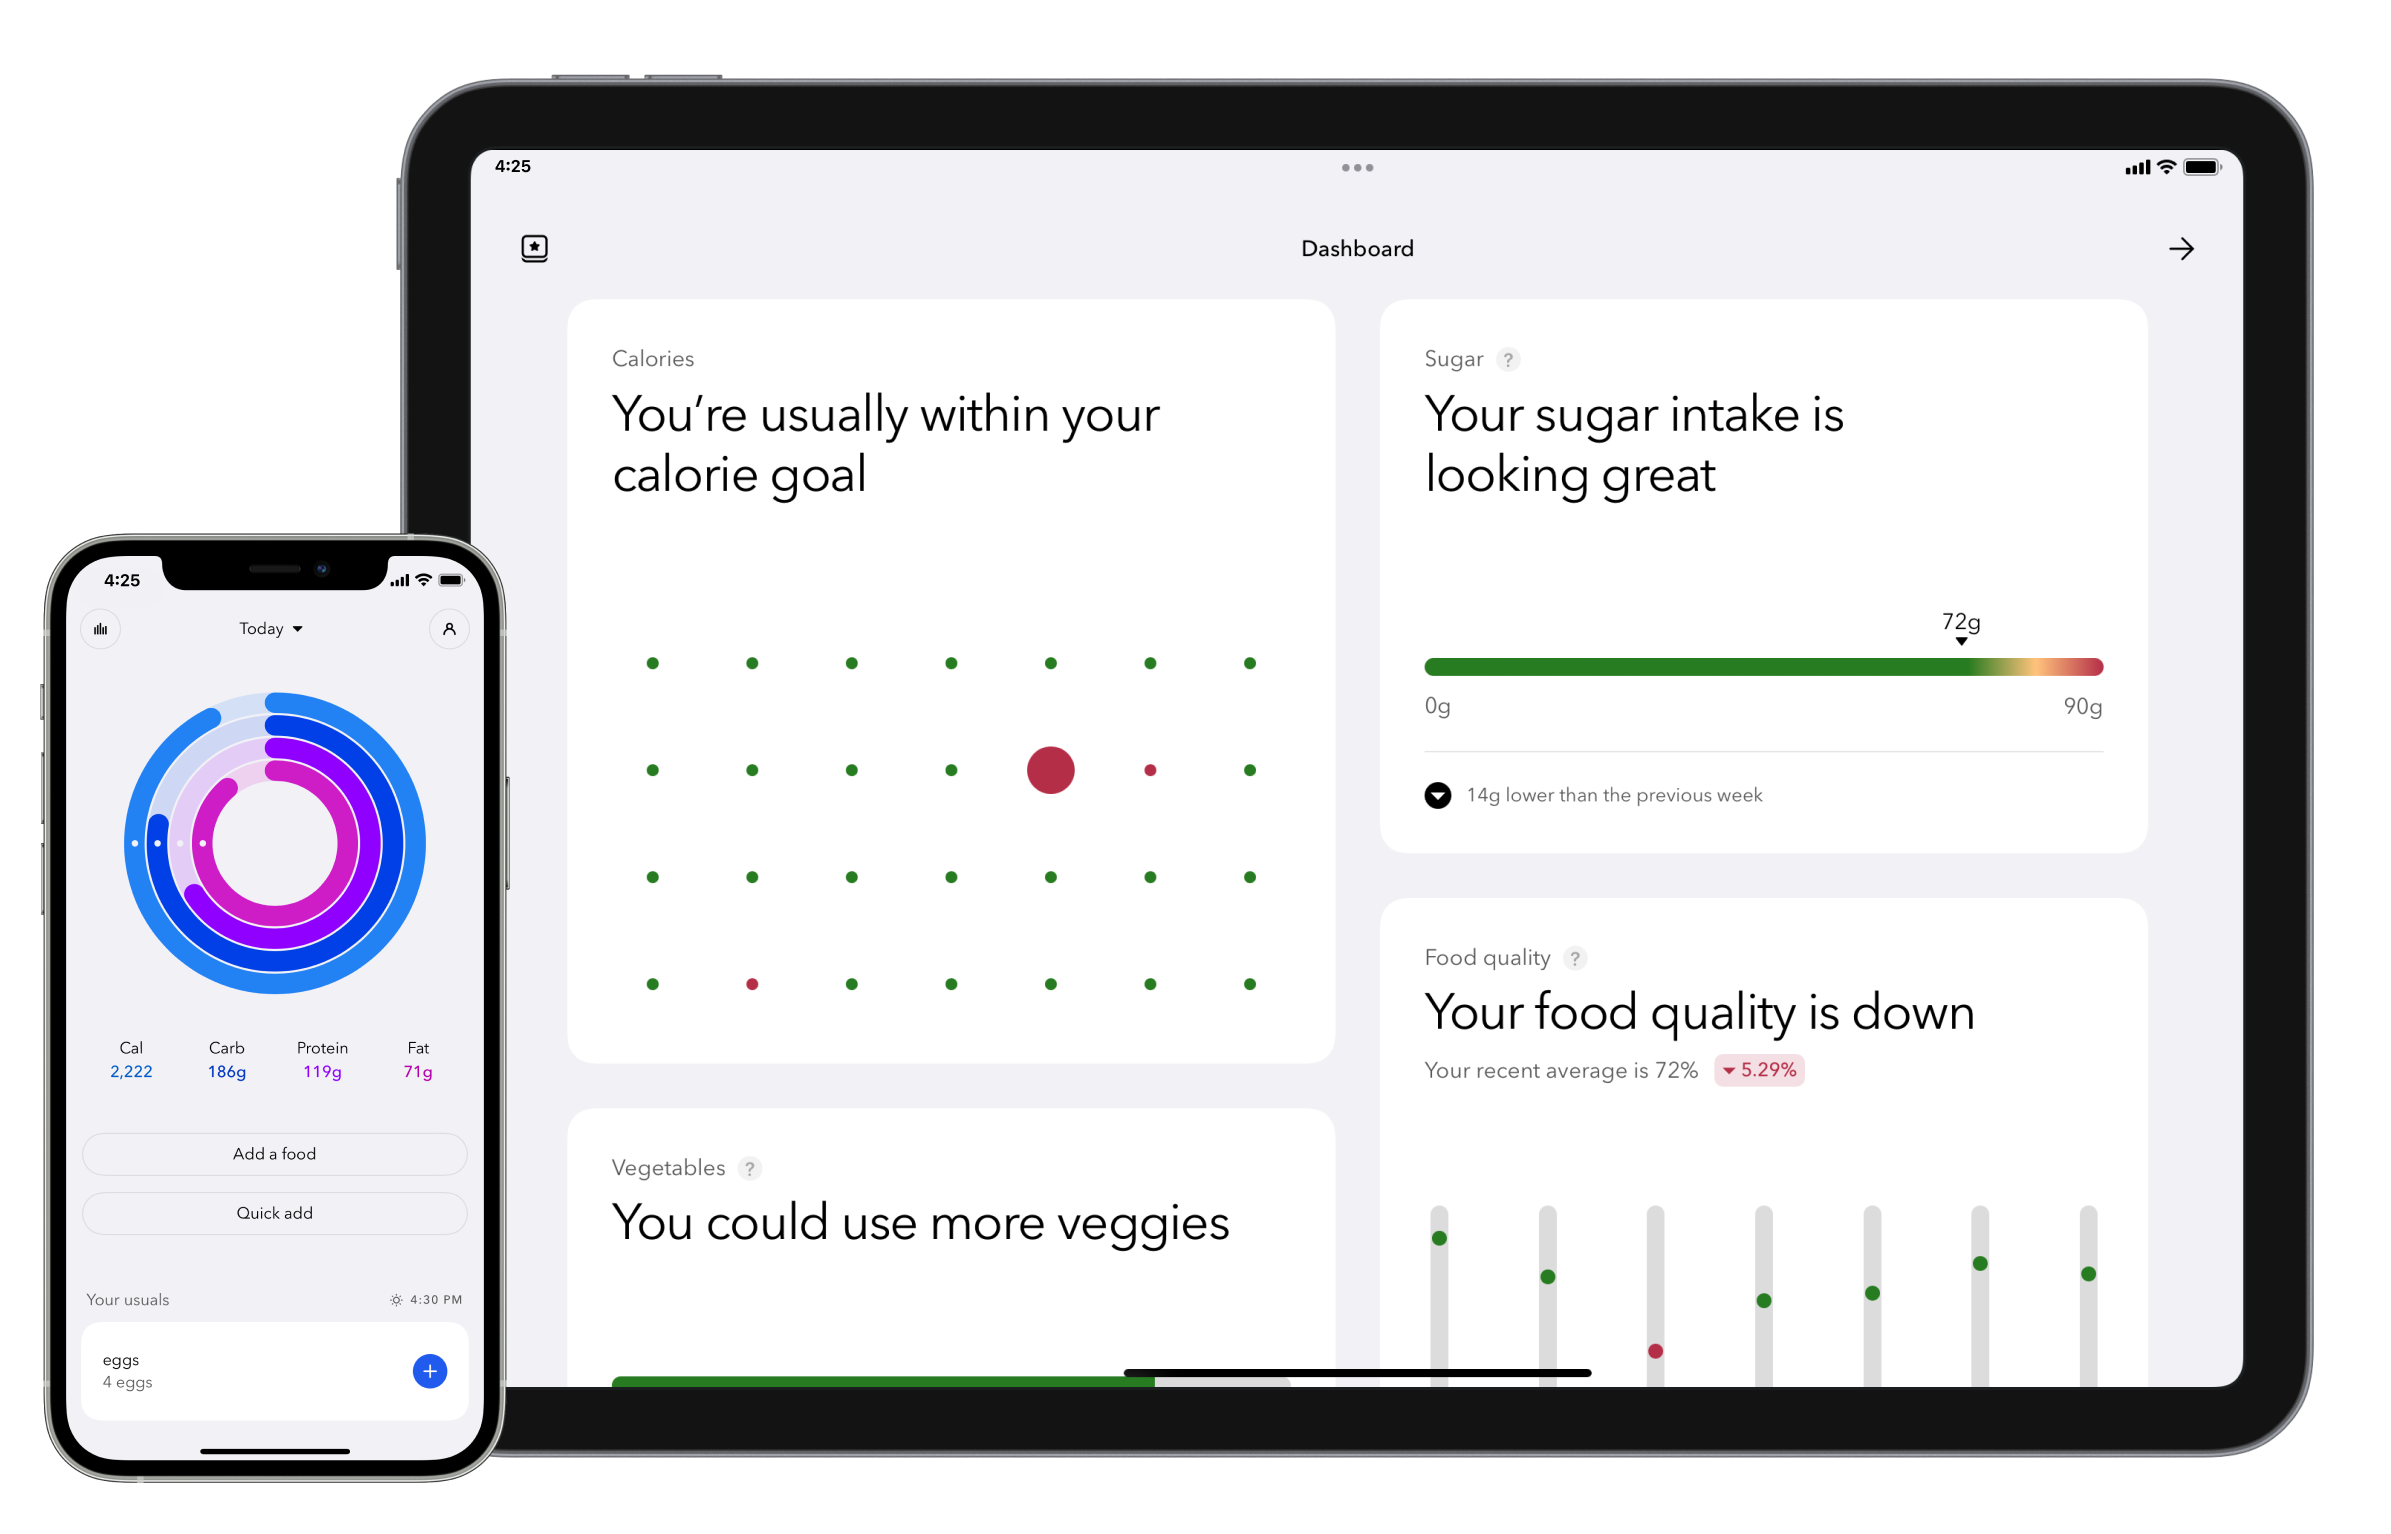 4:25
Dashboard
Calories
You’re usually within your
calorie goal
Sugar ?
Your sugar intake is
looking great
72g
0g 90g
14g lower than the previous week
Food quality ?
Your food quality is down
Your recent average is 72% 5.29%
Vegetables ?
You could use more veggies
4:25
Today
Cal Carb Protein Fat
2,222 186g 119g 71g
Add a food
Quick add
Your usuals 4:30 PM
eggs
4 eggs